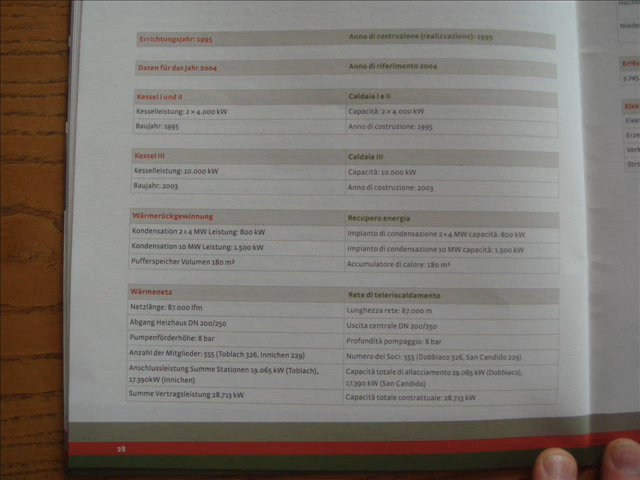 Errichtungsjahr: 1995
Anno di costruzione (realizzazione): 1995
Daten für das Jahr 2004
Anno di riferimento 2004
Kessel I und II
Caldaia I e II
Kesselleistung: 2 x 4.000 kW
Capacità: 2 x 4.000 kW
Baujahr: 1995
Anno di costruzione: 1995
Kessel III
Caldaia III
Kesselleistung: 10.000 kW
Capacità: 10.000 kW
Baujahr: 2003
Anno di costruzione: 2003
Wärmerückgewinnung
Recupero energia
Kondensation 2 x 4 MW Leistung: 800 kW
Impianto di condensazione 2 x 4 MW capacità: 800 kW
Kondensation 10 MW Leistung: 1.500 kW
Impianto di condensazione 10 MW capacità: 1.500 kW
Pufferspeicher Volumen 180 m³
Accumulatore di calore: 180 m³
Wärmenetz
Rete di teleriscaldamento
Netzlänge: 87.000 lfm
Lunghezza rete: 87.000 m
Abgang Heizhaus DN 200/250
Uscita centrale DN 200/250
Pumpenförderhöhe: 8 bar
Profondità pompaggio: 8 bar
Anzahl der Mitglieder: 555 (Toblach 326, Innichen 229)
Numero dei Soci: 555 (Dobbiaco 326, San Candido 229)
Anschlussleistung Summe Stationen 19.065 kW (Toblach),
17.390kW (Innichen)
Capacità totale di allacciamento 19.065 kW (Dobbiaco),
17.390 kW (San Candido)
Summe Vertragsleistung 28.713 kW
Capacità totale contrattuale: 28.713 kW
28